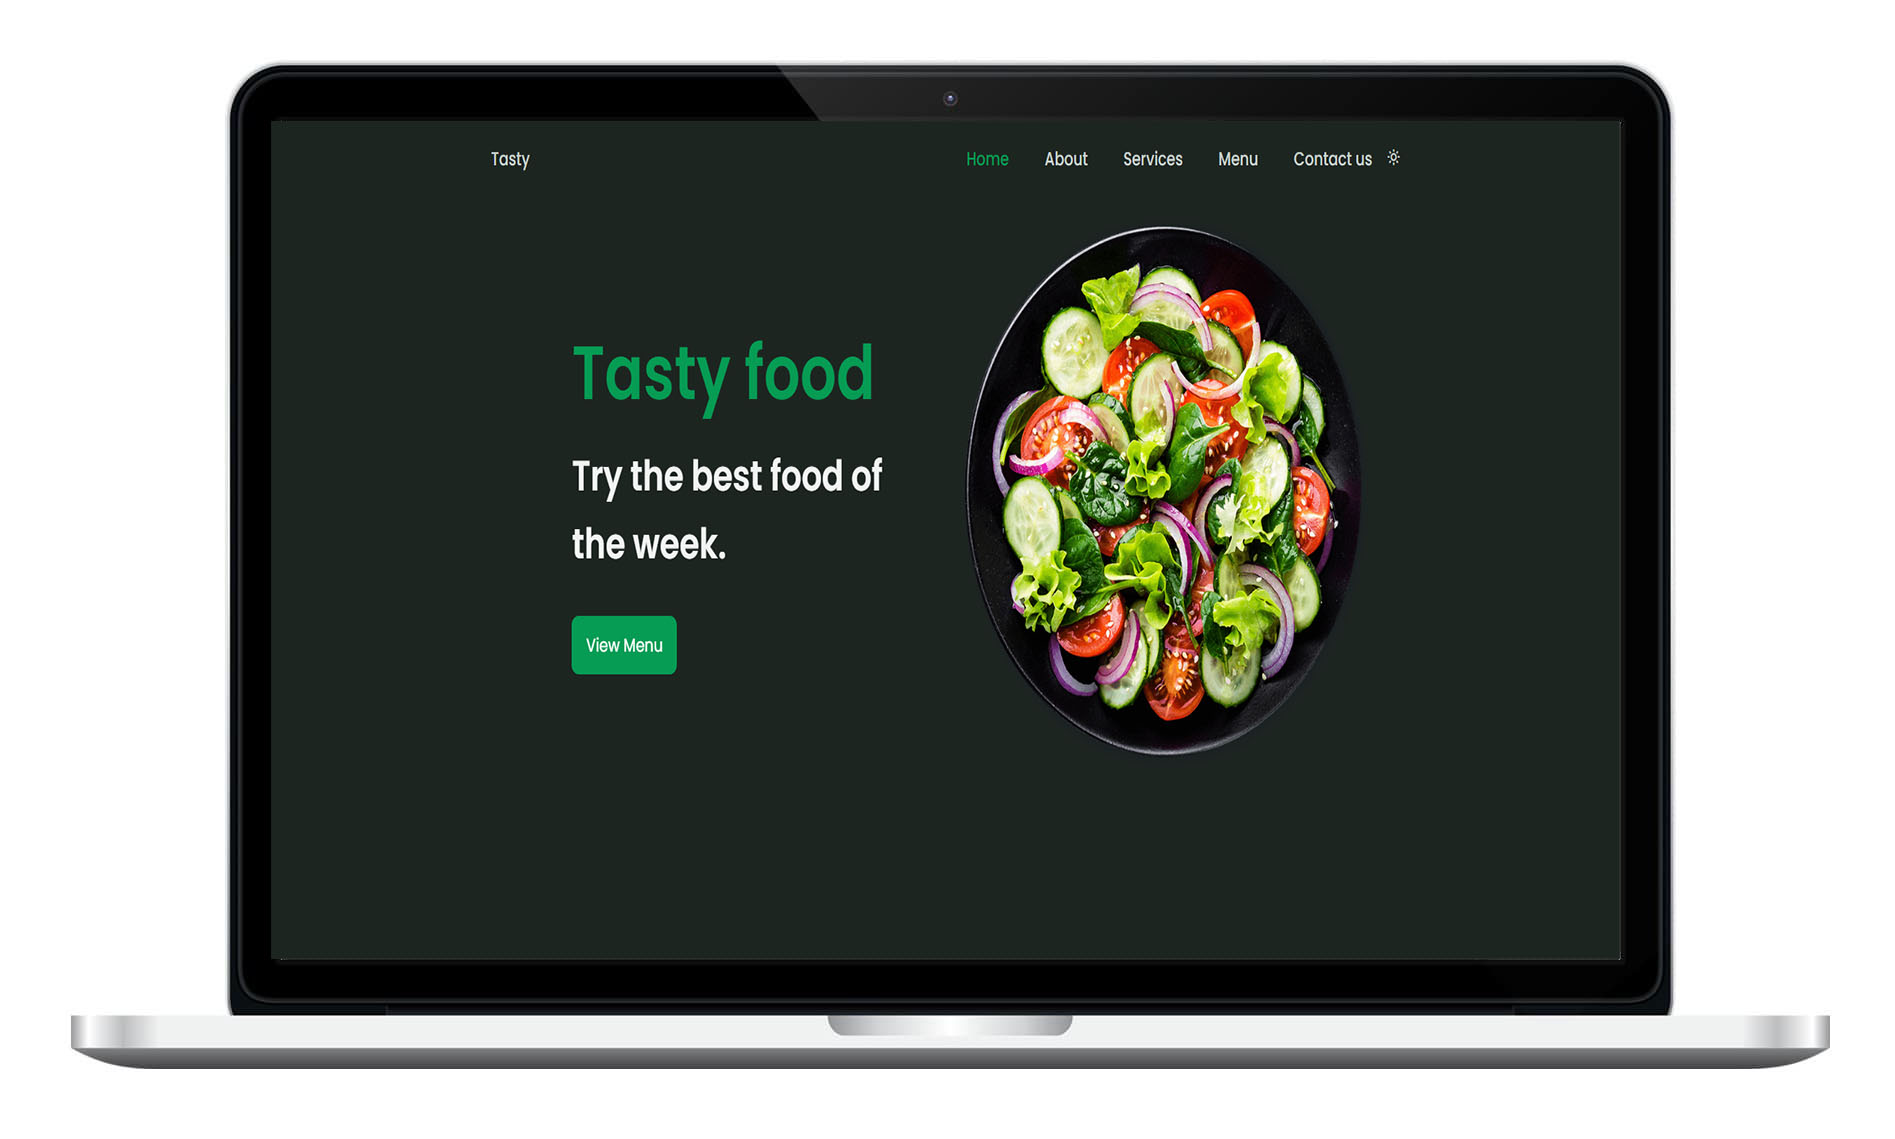 Tasty
Home About Services Menu Contact us
Tasty food
Try the best food of
the week.
View Menu